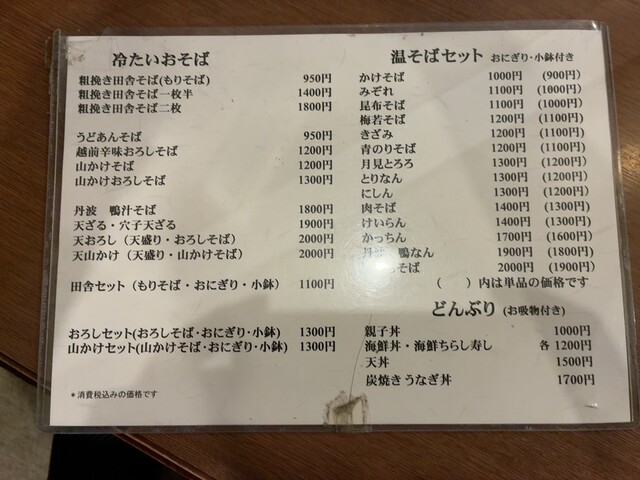 冷たいおそば
粗挽き田舎そば(もりそば) 950円
粗挽き田舎そば一枚半 1400円
粗挽き田舎そば二枚 1800円
うどあんそば 950円
越前辛味おろしそば 1200円
山かけそば 1200円
山かけおろしそば 1300円
丹波 鴨汁そば 1800円
天ざる・穴子天ざる 1900円
天おろし（天盛り・おろしそば） 2000円
天山かけ（天盛り・山かけそば） 2000円
田舎セット（もりそば・おにぎり・小鉢） 1100円
おろしセット(おろしそば・おにぎり・小鉢) 1300円
山かけセット(山かけそば・おにぎり・小鉢) 1300円
＊消費税込みの価格です
温そばセット おにぎり・小鉢付き
かけそば 1000円 (900円)
みぞれ 1100円 (1000円)
昆布そば 1100円 (1000円)
梅若そば 1200円 (1100円)
きざみ 1200円 (1100円)
青のりそば 1200円 (1100円)
月見とろろ 1300円 (1200円)
とりなん 1300円 (1200円)
にしん 1300円 (1200円)
肉そば 1400円 (1300円)
けいらん 1400円 (1300円)
かっちん 1700円 (1600円)
丹波 鴨なん 1900円 (1800円)
そば 2000円 (1900円)
（ ）内は単品の価格です
どんぶり (お吸物付き)
親子丼 1000円
海鮮丼・海鮮ちらし寿し 各1200円
天丼 1500円
炭焼きうなぎ丼 1700円